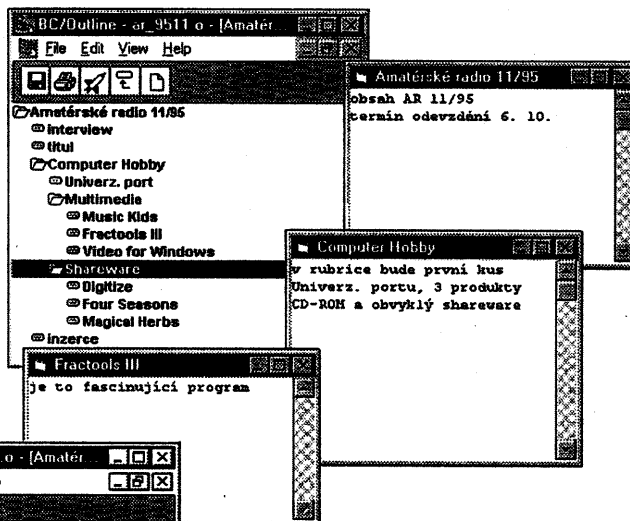 BC/Outline - ar_9511 o - [Amatér...
File Edit View Help
Amatérské radio 11/95
interview
titul
Computer Hobby
Univerz. port
Multimedia
Music Kids
Fractools III
Video for Windows
Shareware
Digitize
Four Seasons
Magical Herbs
inzerce
Amatérské radio 11/95
obsah AR 11/95
termín odevzdání 6. 10.
Computer Hobby
v rubrice bude první kus
Univerz. portu, 3 produkty
CD-ROM a obvyklý shareware
Fractools III
je to fascinující program
.o - [Amatér...